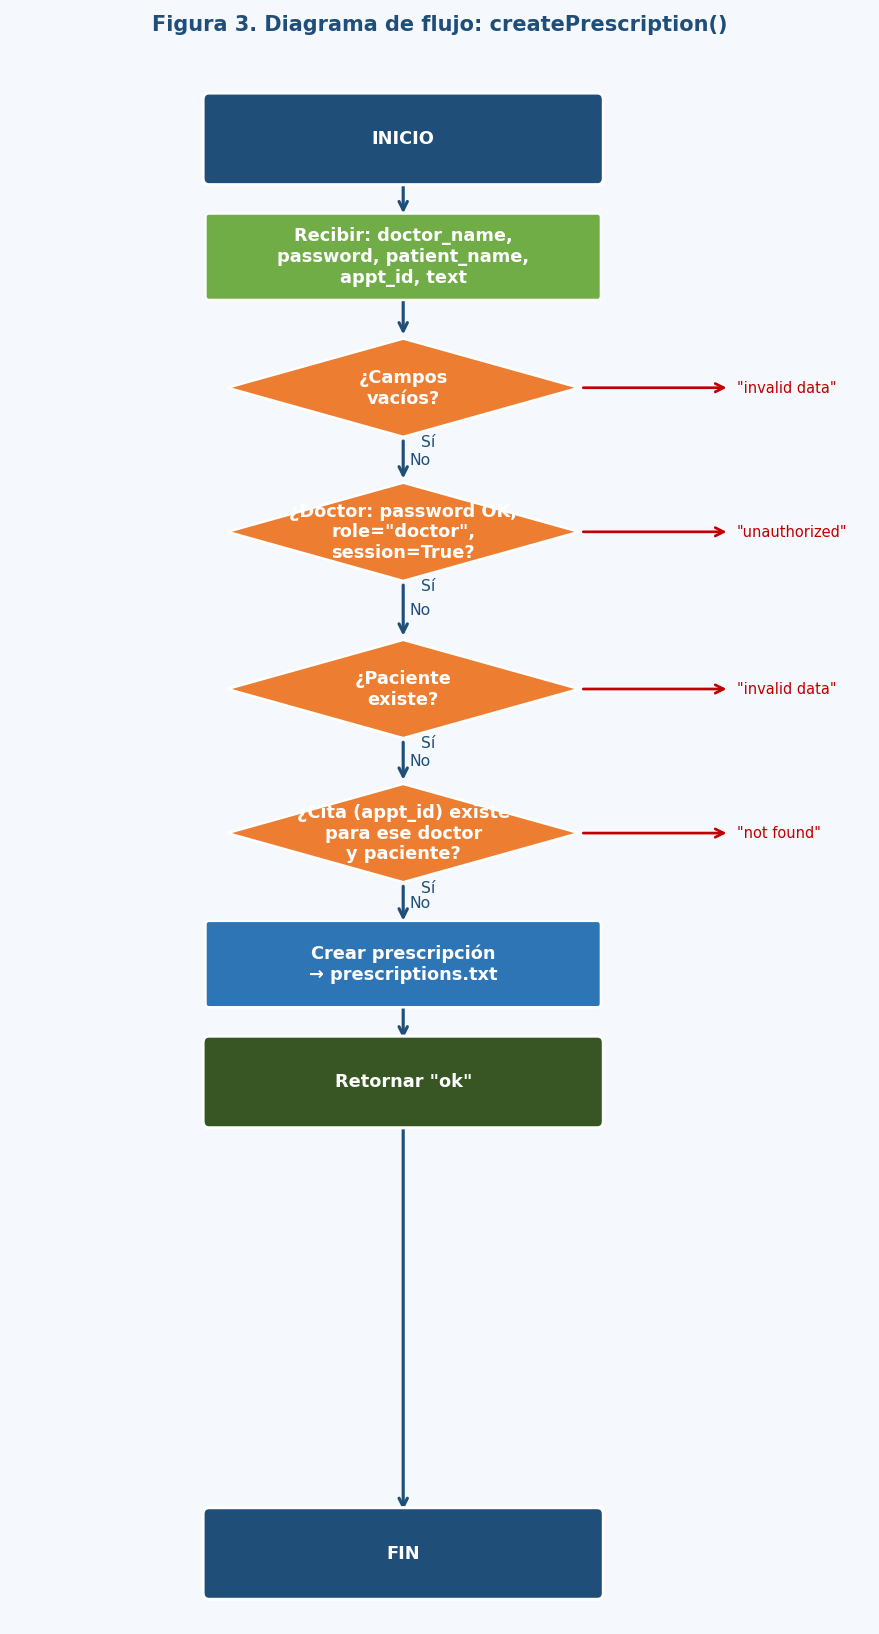 Figura 3. Diagrama de flujo: createPrescription()
INICIO
Recibir: doctor_name,
password, patient_name,
appt_id, text
¿Campos
vacíos?
"invalid data"
Sí
No
¿Doctor: password OK,
role="doctor",
session=True?
"unauthorized"
Sí
No
¿Paciente
existe?
"invalid data"
Sí
No
¿Cita (appt_id) existe
para ese doctor
y paciente?
"not found"
Sí
No
Crear prescripción
→ prescriptions.txt
Retornar "ok"
FIN